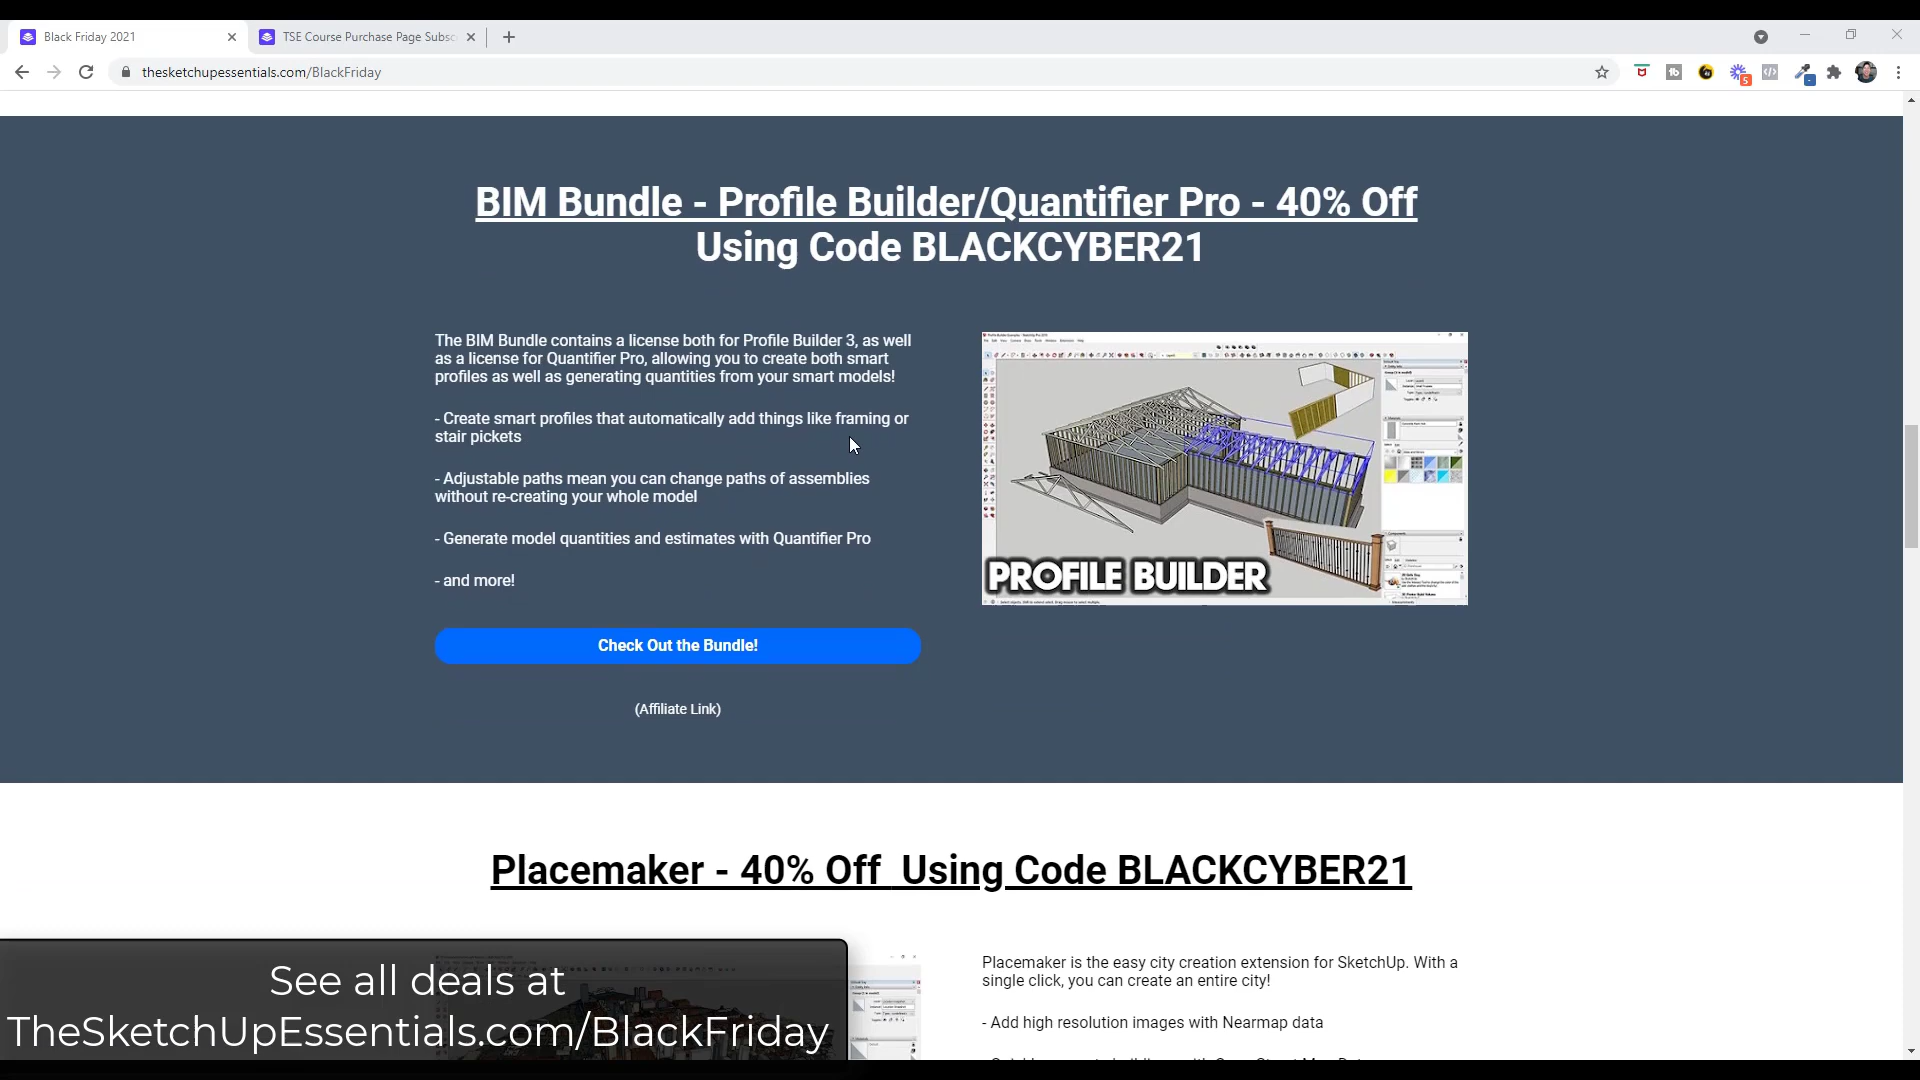 Black Friday 2021
TSE Course Purchase Page Subsc
thesketchupessentials.com/BlackFriday
BIM Bundle - Profile Builder/Quantifier Pro - 40% Off
Using Code BLACKCYBER21
The BIM Bundle contains a license both for Profile Builder 3, as well
as a license for Quantifier Pro, allowing you to create both smart
profiles as well as generating quantities from your smart models!
- Create smart profiles that automatically add things like framing or
stair pickets
- Adjustable paths mean you can change paths of assemblies
without re-creating your whole model
- Generate model quantities and estimates with Quantifier Pro
- and more!
Check Out the Bundle!
(Affiliate Link)
PROFILE BUILDER
Placemaker - 40% Off Using Code BLACKCYBER21
Placemaker is the easy city creation extension for SketchUp. With a
single click, you can create an entire city!
- Add high resolution images with Nearmap data
See all deals at
TheSketchUpEssentials.com/BlackFriday